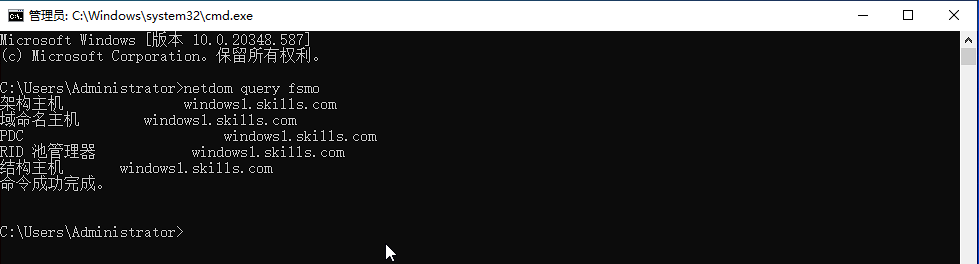 管理员: C:\Windows\system32\cmd.exe
Microsoft Windows [版本 10.0.20348.587]
(c) Microsoft Corporation。保留所有权利。
C:\Users\Administrator>netdom query fsmo
架构主机 windows1.skills.com
域命名主机 windows1.skills.com
PDC windows1.skills.com
RID 池管理器 windows1.skills.com
结构主机 windows1.skills.com
命令成功完成。
C:\Users\Administrator>